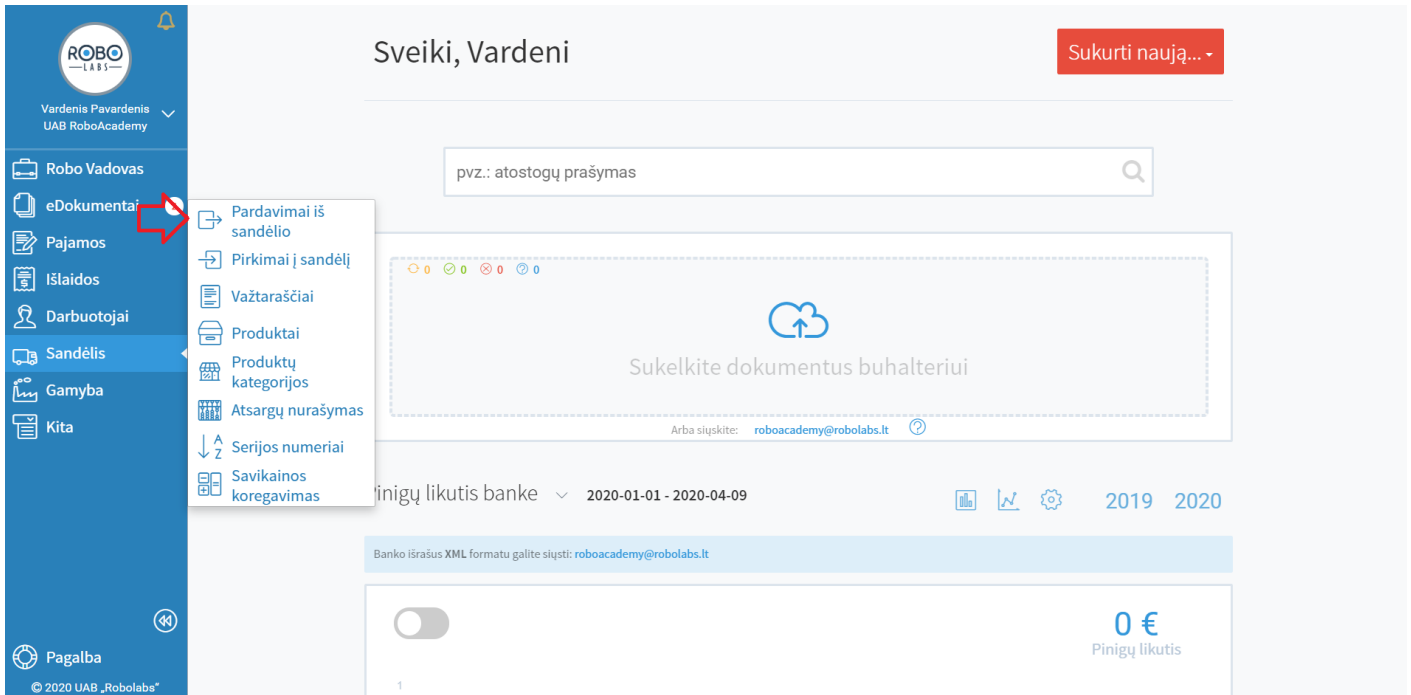 ROBO
LABS
Vardenis Pavardenis
UAB RoboAcademy
Robo Vadovas
eDokumentai
Pajamos
Išlaidos
Darbuotojai
Sandėlis
Gamyba
Kita
Pagalba
© 2020 UAB „Robolabs“
Pardavimai iš
sandėlio
Pirkimai į sandėlį
Važtaraščiai
Produktai
Produktų
kategorijos
Atsargų nurašymas
A
Z
Serijos numeriai
Savikainos
koregavimas
Sveiki, Vardeni
Sukurti naują...
pvz.: atostogų prašymas
0 0 0 0
Sukelkite dokumentus buhalteriui
Arba siųskite: roboacademy@robolabs.lt
inigų likutis banke 2020-01-01 - 2020-04-09 2019 2020
Banko išrašus XML formatu galite siųsti: roboacademy@robolabs.lt
0 €
Pinigų likutis
1